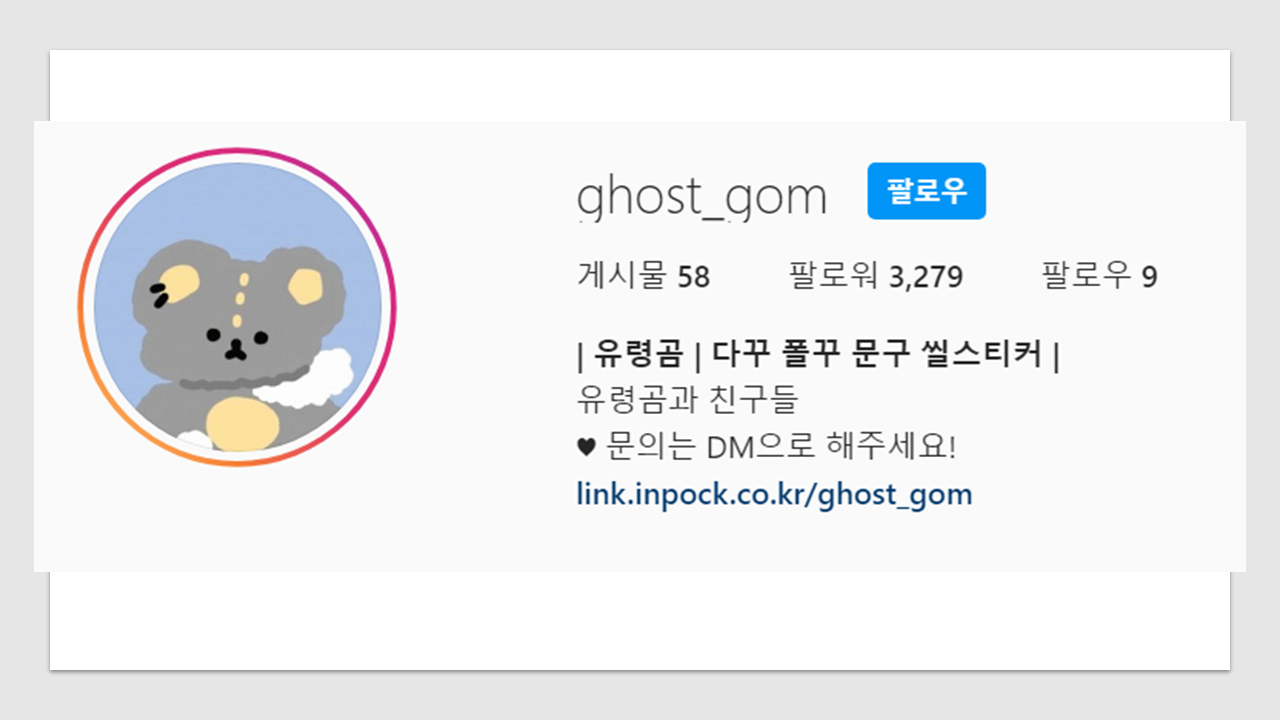 ghost_gom 팔로우
게시물 58 팔로워 3,279 팔로우 9
| 유령곰 | 다꾸 폴꾸 문구 씰스티커 |
유령곰과 친구들
♥ 문의는 DM으로 해주세요!
link.inpock.co.kr/ghost_gom